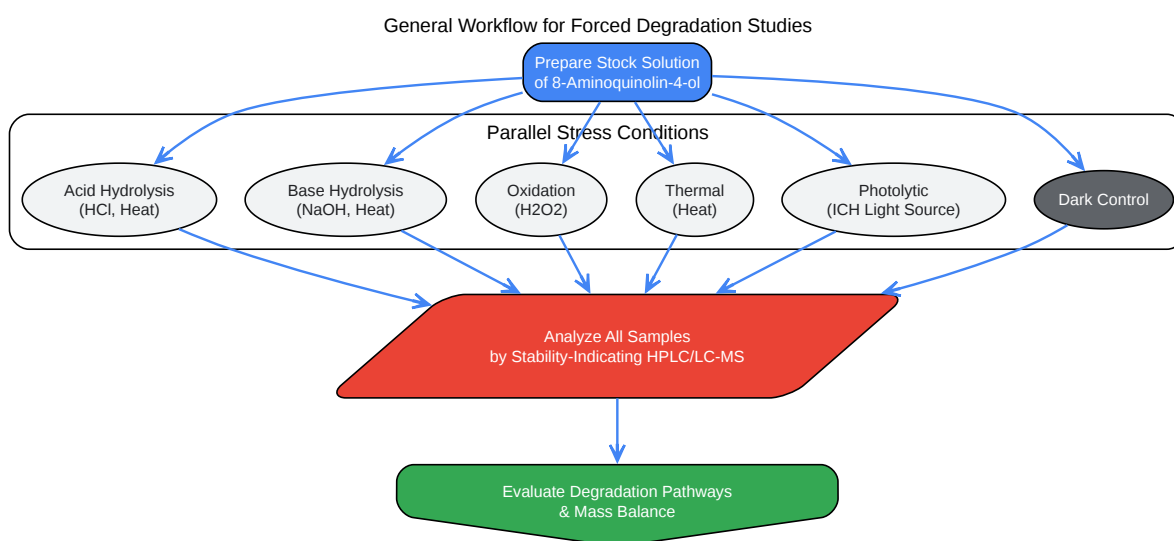 General Workflow for Forced Degradation Studies
Prepare Stock Solution
of 8-Aminoquinolin-4-ol
Parallel Stress Conditions
Acid Hydrolysis
(HCl, Heat)
Base Hydrolysis
(NaOH, Heat)
Oxidation
(H2O2)
Thermal
(Heat)
Photolytic
(ICH Light Source)
Dark Control
Analyze All Samples
by Stability-Indicating HPLC/LC-MS
Evaluate Degradation Pathways
& Mass Balance